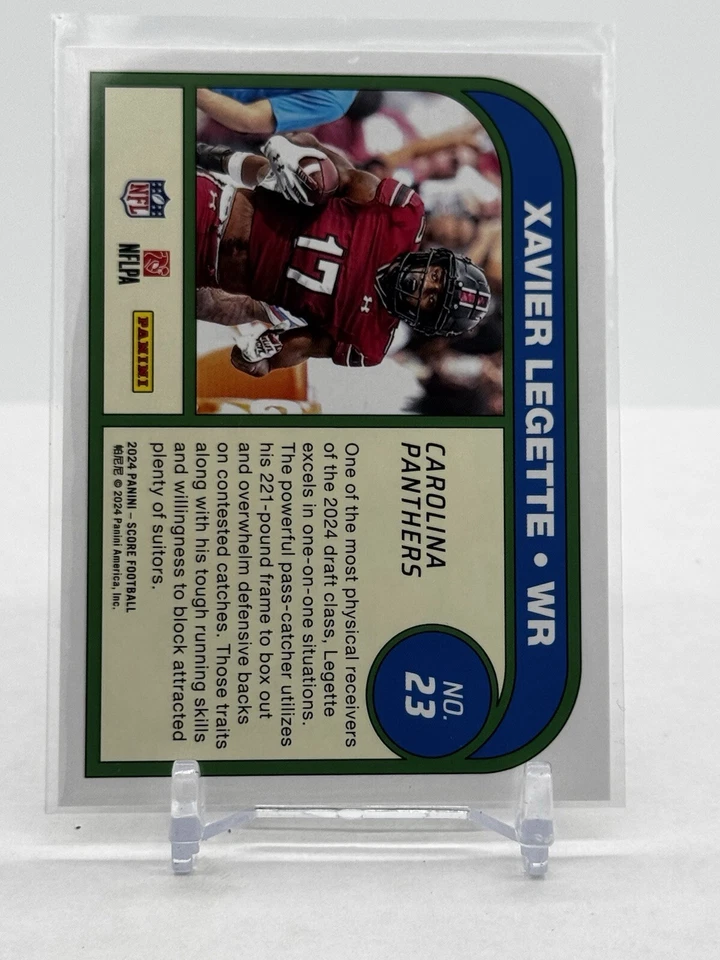 XAVIER LEGETTE • WR
17
CAROLINA
PANTHERS
NO.
23
One of the most physical receivers
of the 2024 draft class, Legette
excels in one-on-one situations.
The powerful pass-catcher utilizes
his 221-pound frame to box out
and overwhelm defensive backs
on contested catches. Those traits
along with his tough running skills
and willingness to block attracted
plenty of suitors.
2024 PANINI – SCORE FOOTBALL
帕尼尼 © 2024 Panini America, Inc.
NFL
NFLPA
PANINI